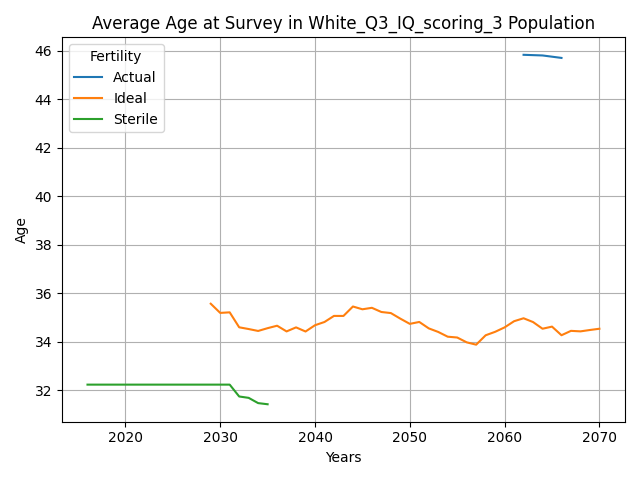 Average Age at Survey in White_Q3_IQ_scoring_3 Population
Fertility
Actual
Ideal
Sterile
46
44
42
40
38
36
34
32
Age
2020
2030
2040
2050
2060
2070
Years